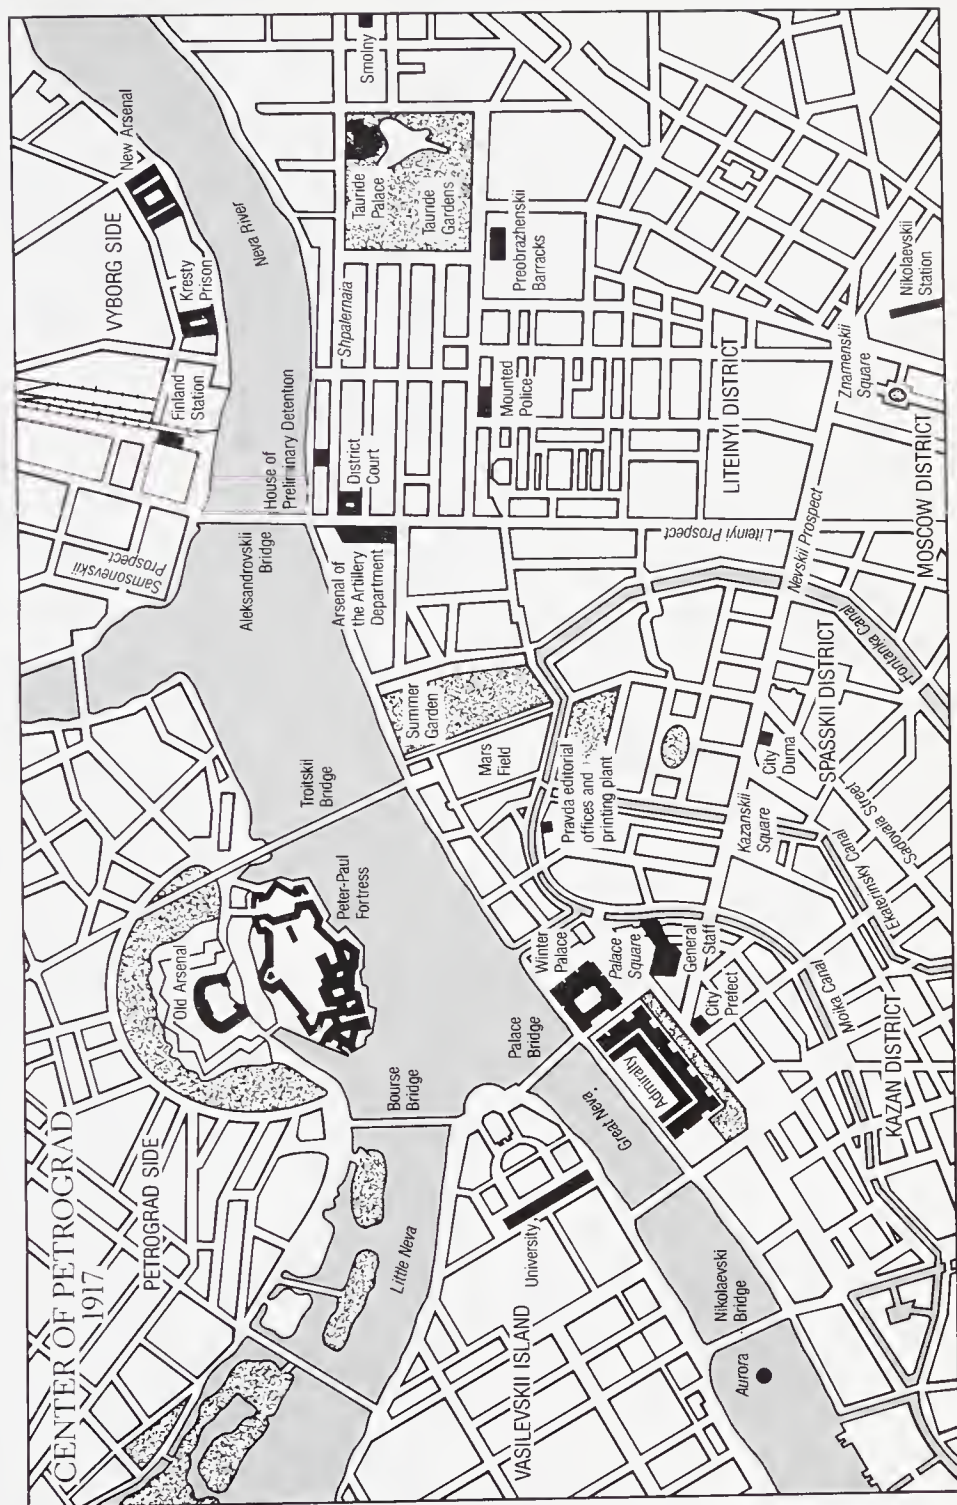 CENTER OF PETROGRAD
1917
PETROGRAD SIDE
VYBORG SIDE
New Arsenal
Kresty
Prison
Finland
Station
Samsonevskii
Prospect
Neva River
Smolny
Tauride
Palace
Tauride
Gardens
Shpalernaia
House of
Preliminary Detention
District
Court
Aleksandrovskii
Bridge
Arsenal of
the Artillery
Department
Preobrazhenskii
Barracks
Mounted
Police
LITEINYI DISTRICT
Liteinyi Prospect
Nikolaevskii
Station
Znamenskii
Square
Nevskii Prospect
MOSCOW DISTRICT
Fontanka Canal
Old Arsenal
Peter-Paul
Fortress
Troitskii
Bridge
Summer
Garden
Mars
Field
Pravda editorial
offices and
printing plant
City
Duma
SPASSKII DISTRICT
Kazanskii
Square
Sadovaia Street
Ekaterinsky Canal
Bourse
Bridge
Palace
Bridge
Winter
Palace
Palace
Square
General
Staff
City
Prefect
Admiralty
Moika Canal
KAZAN DISTRICT
Little Neva
Great Neva
University
VASILEVSKII ISLAND
Nikolaevski
Bridge
Aurora